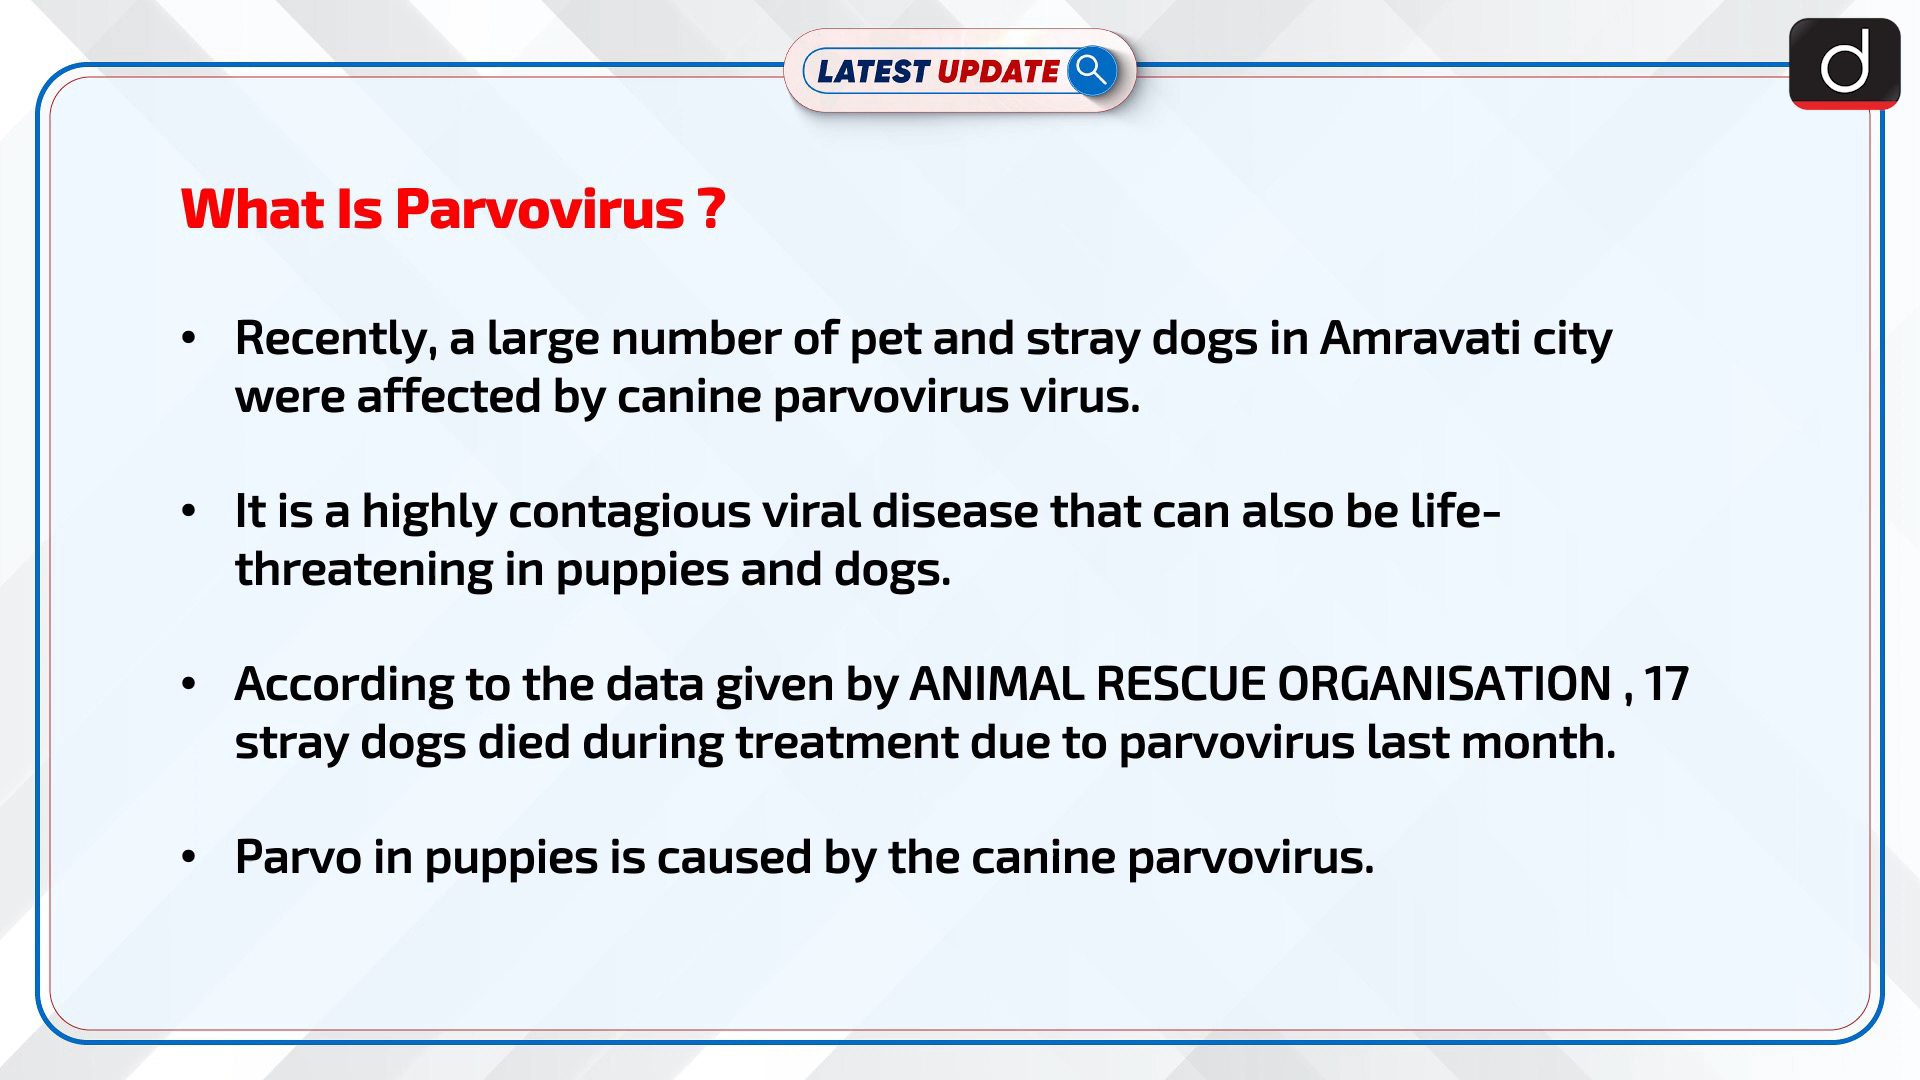 LATEST UPDATE
d
What Is Parvovirus ?
• Recently, a large number of pet and stray dogs in Amravati city
were affected by canine parvovirus virus.
• It is a highly contagious viral disease that can also be life-
threatening in puppies and dogs.
• According to the data given by ANIMAL RESCUE ORGANISATION , 17
stray dogs died during treatment due to parvovirus last month.
• Parvo in puppies is caused by the canine parvovirus.